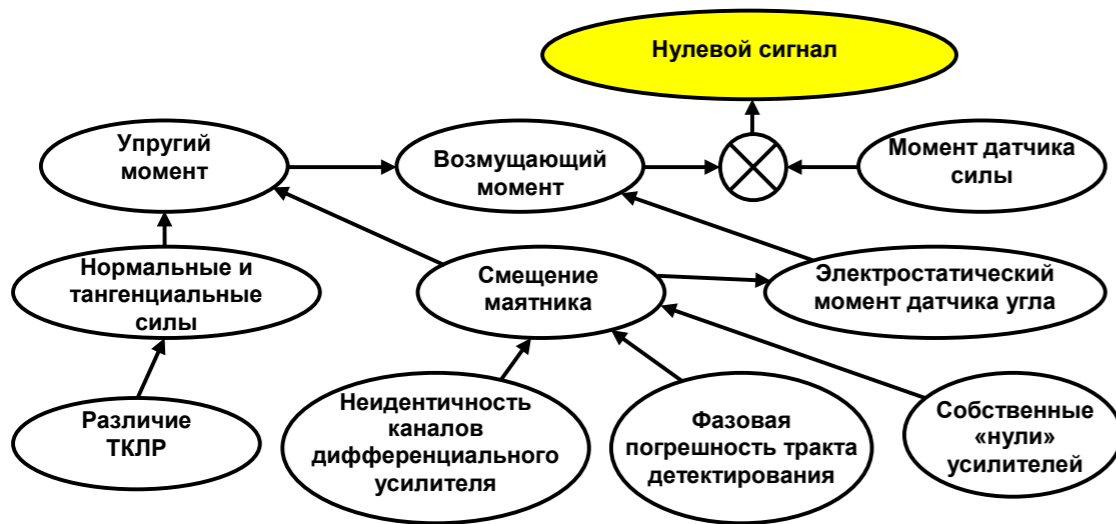 Нулевой сигнал
Упругий
момент
Возмущающий
момент
Момент датчика
силы
Нормальные и
тангенциальные
силы
Смещение
маятника
Электростатический
момент датчика угла
Различие
ТКЛР
Неидентичность
каналов
дифференциального
усилителя
Фазовая
погрешность тракта
детектирования
Собственные
«нули»
усилителей